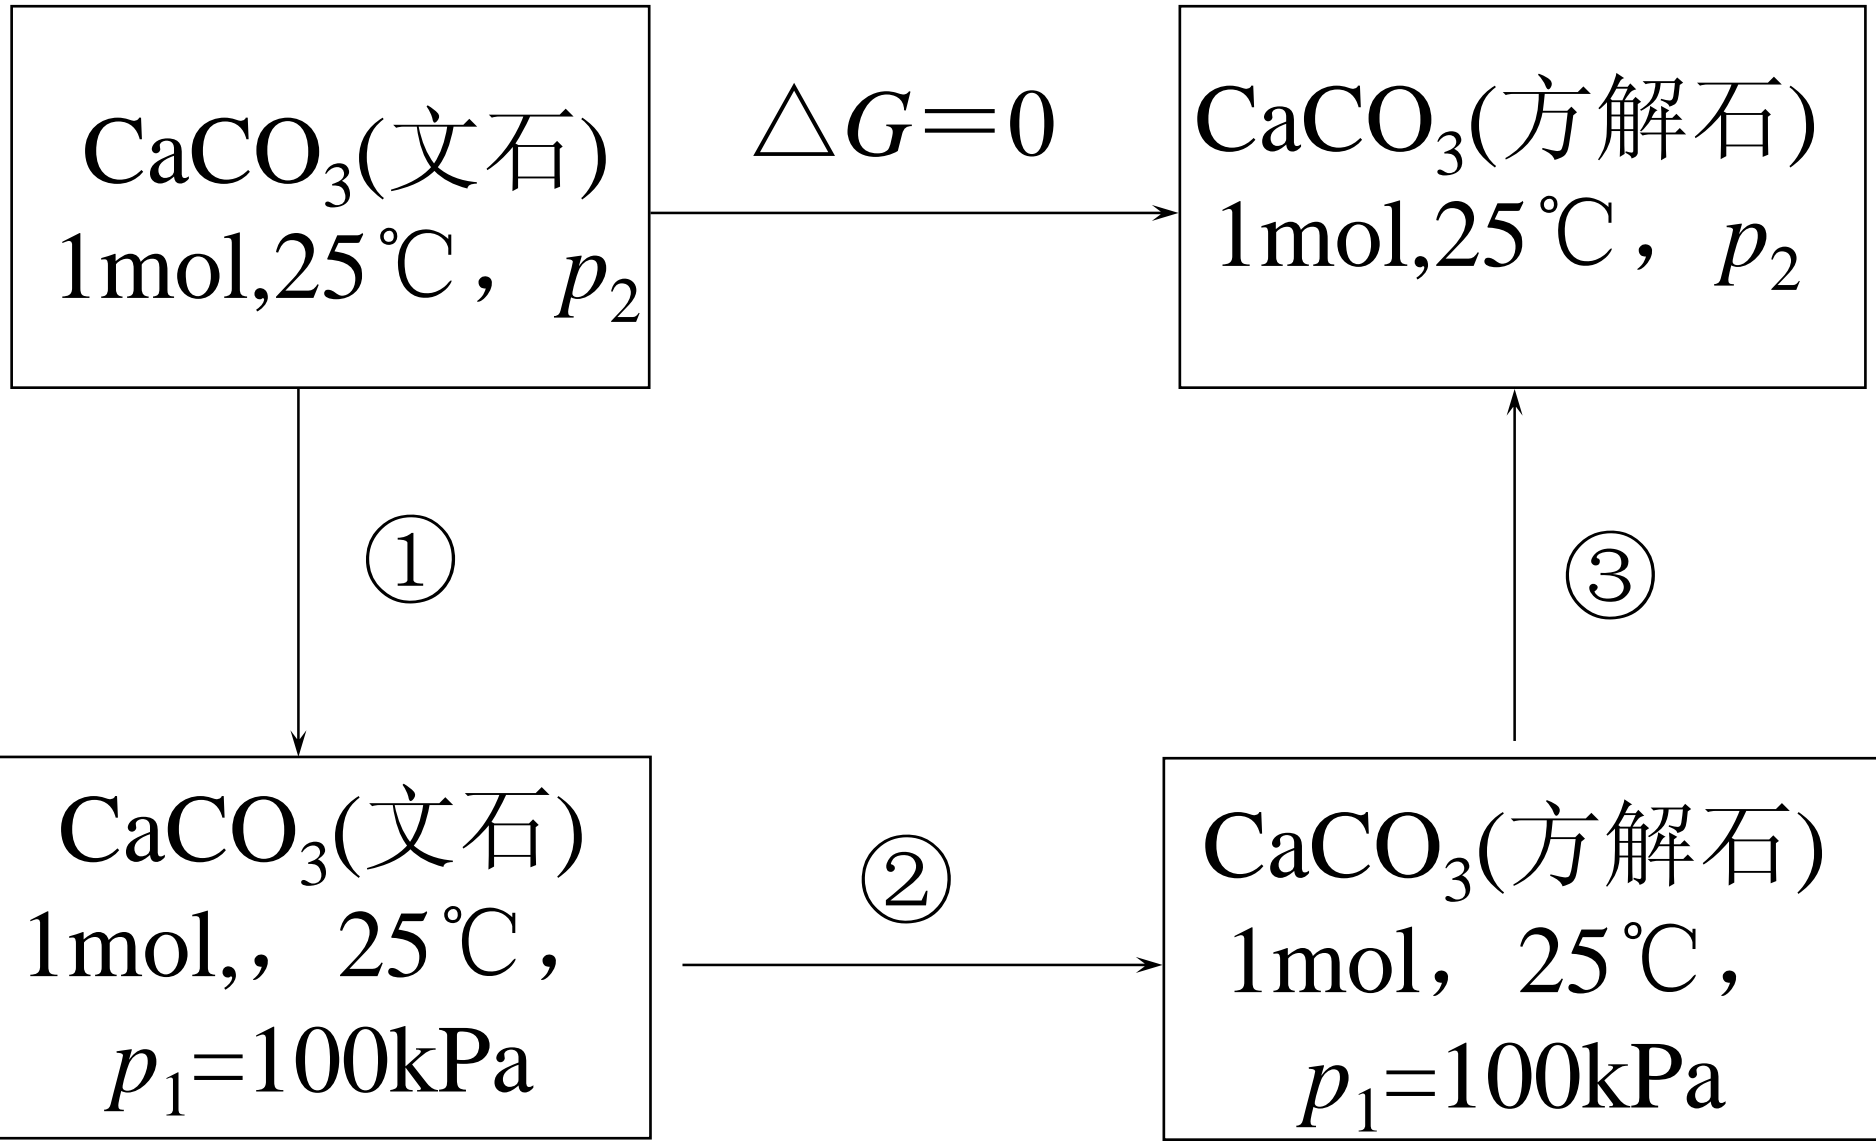 CaCO₃(文石)
1mol,25℃，p₂
△G=0
CaCO₃(方解石)
1mol,25℃，p₂
①
③
CaCO₃(文石)
1mol,，25℃，
p₁=100kPa
②
CaCO₃(方解石)
1mol，25℃，
p₁=100kPa